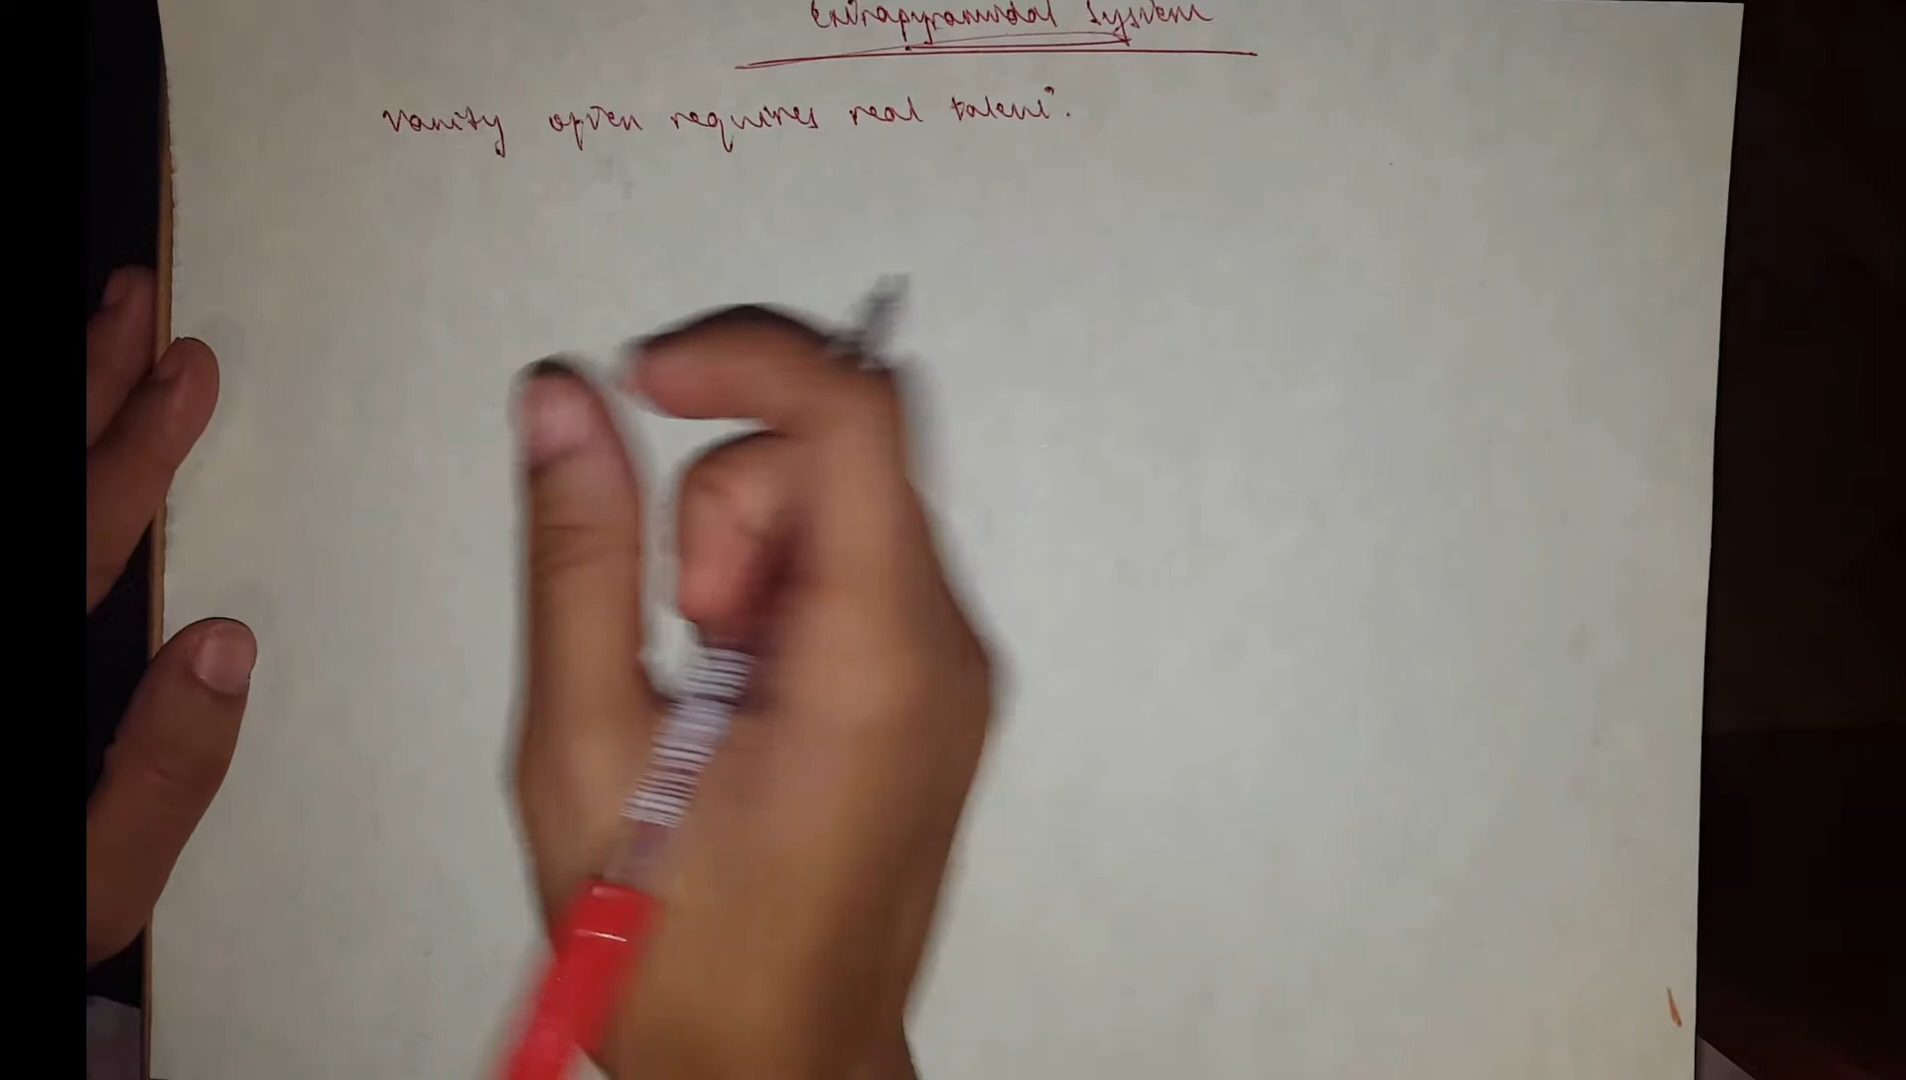 Extrapyramidal System
Vanity often requires real talent".